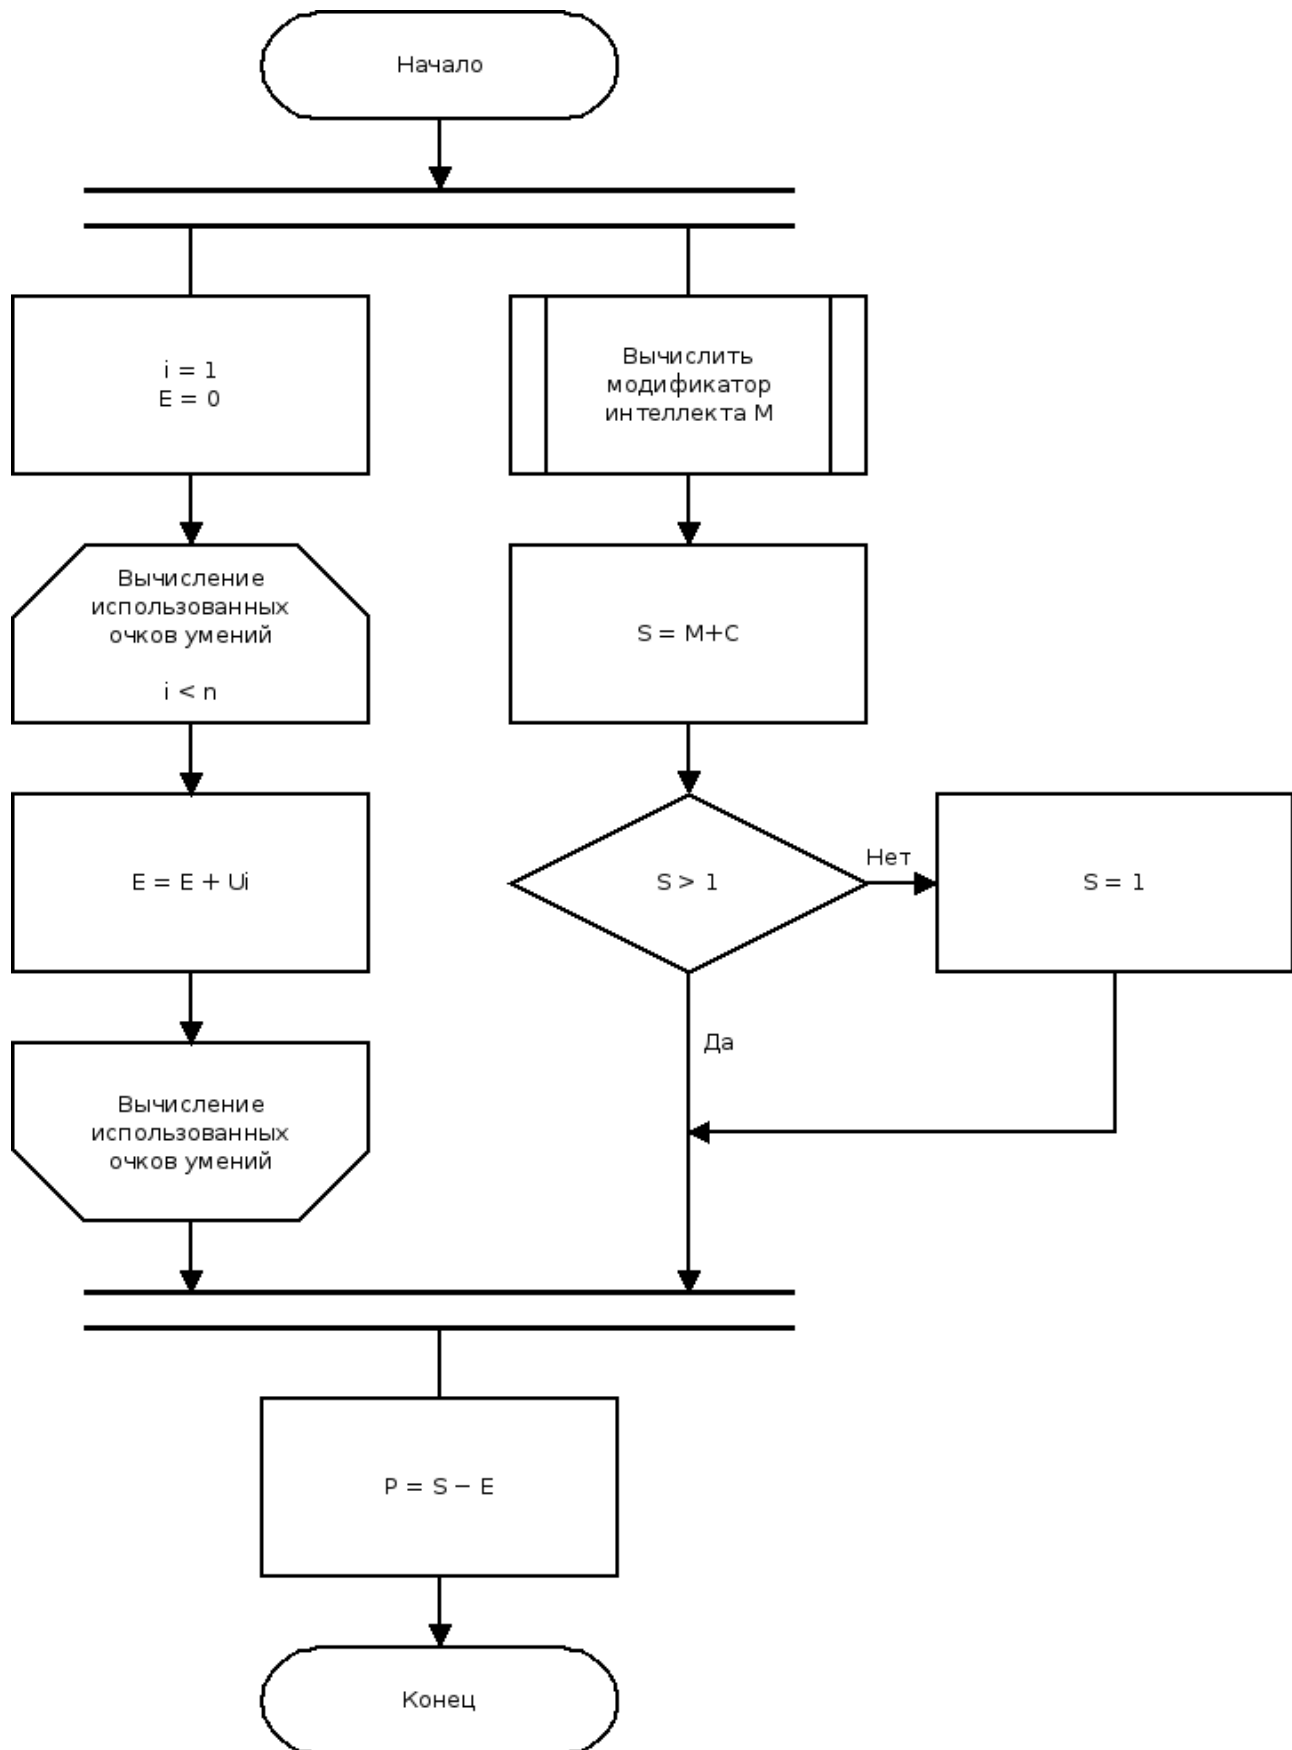 Начало
i = 1
E = 0
Вычислить
модификатор
интеллекта М
Вычисление
использованных
очков умений
i < n
S = M+C
E = E + Ui
S > 1
Нет
S = 1
Да
Вычисление
использованных
очков умений
P = S − E
Конец